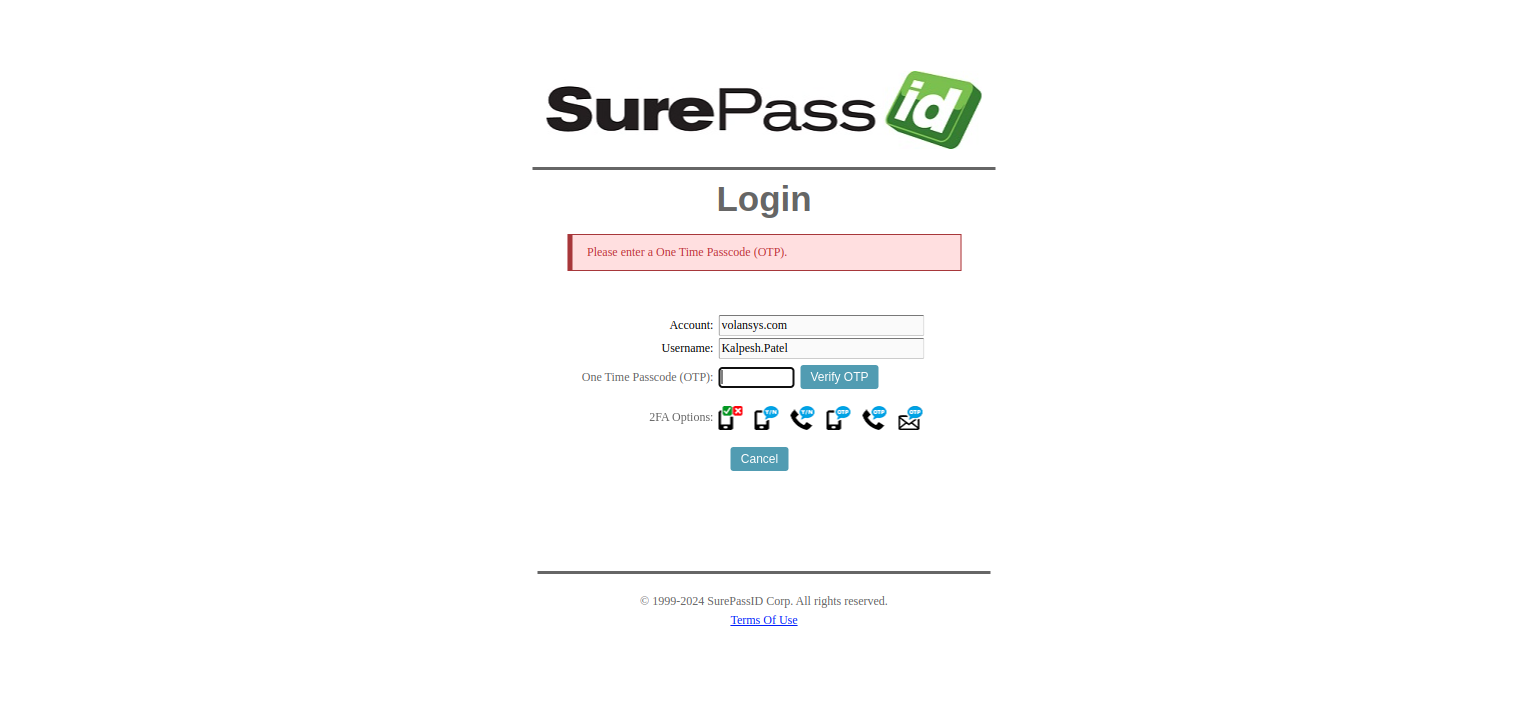 SurePass id
Login
Please enter a One Time Passcode (OTP).
Account: volansys.com
Username: Kalpesh.Patel
One Time Passcode (OTP): Verify OTP
2FA Options: Y/N Y/N OTP OTP OTP
Cancel
© 1999-2024 SurePassID Corp. All rights reserved.
Terms Of Use